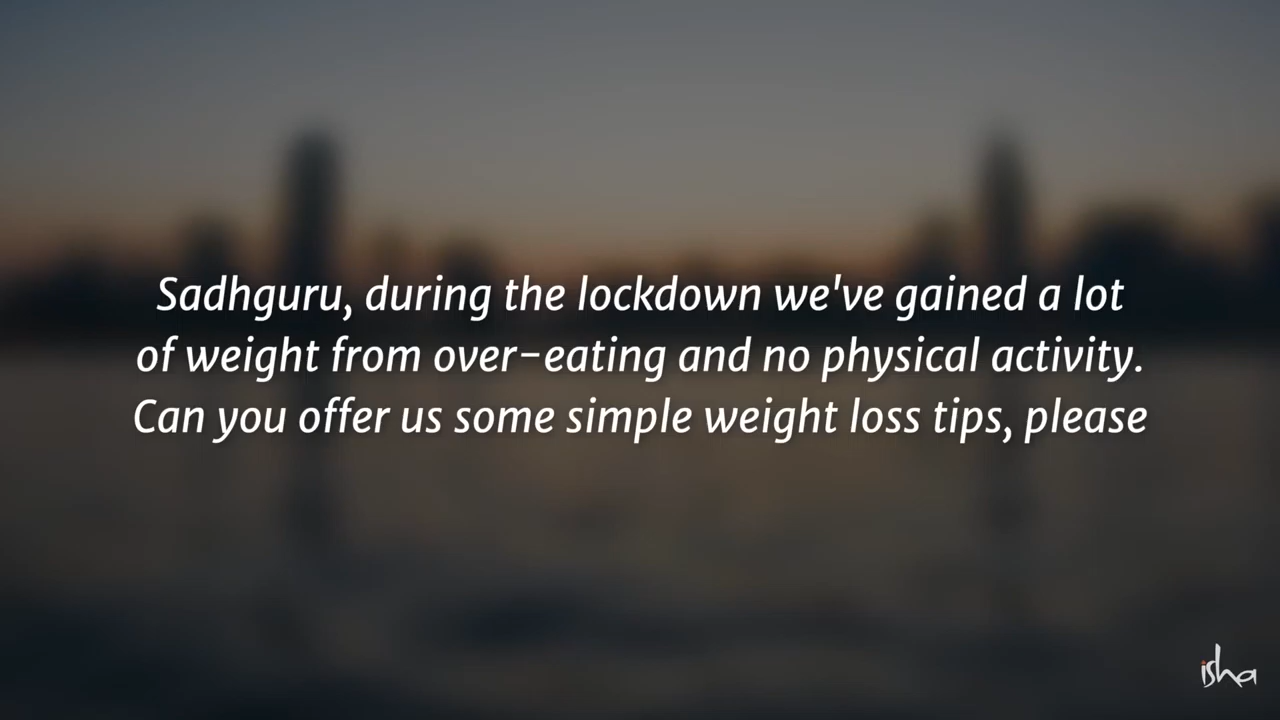 Sadhguru, during the lockdown we've gained a lot
of weight from over-eating and no physical activity.
Can you offer us some simple weight loss tips, please
isha